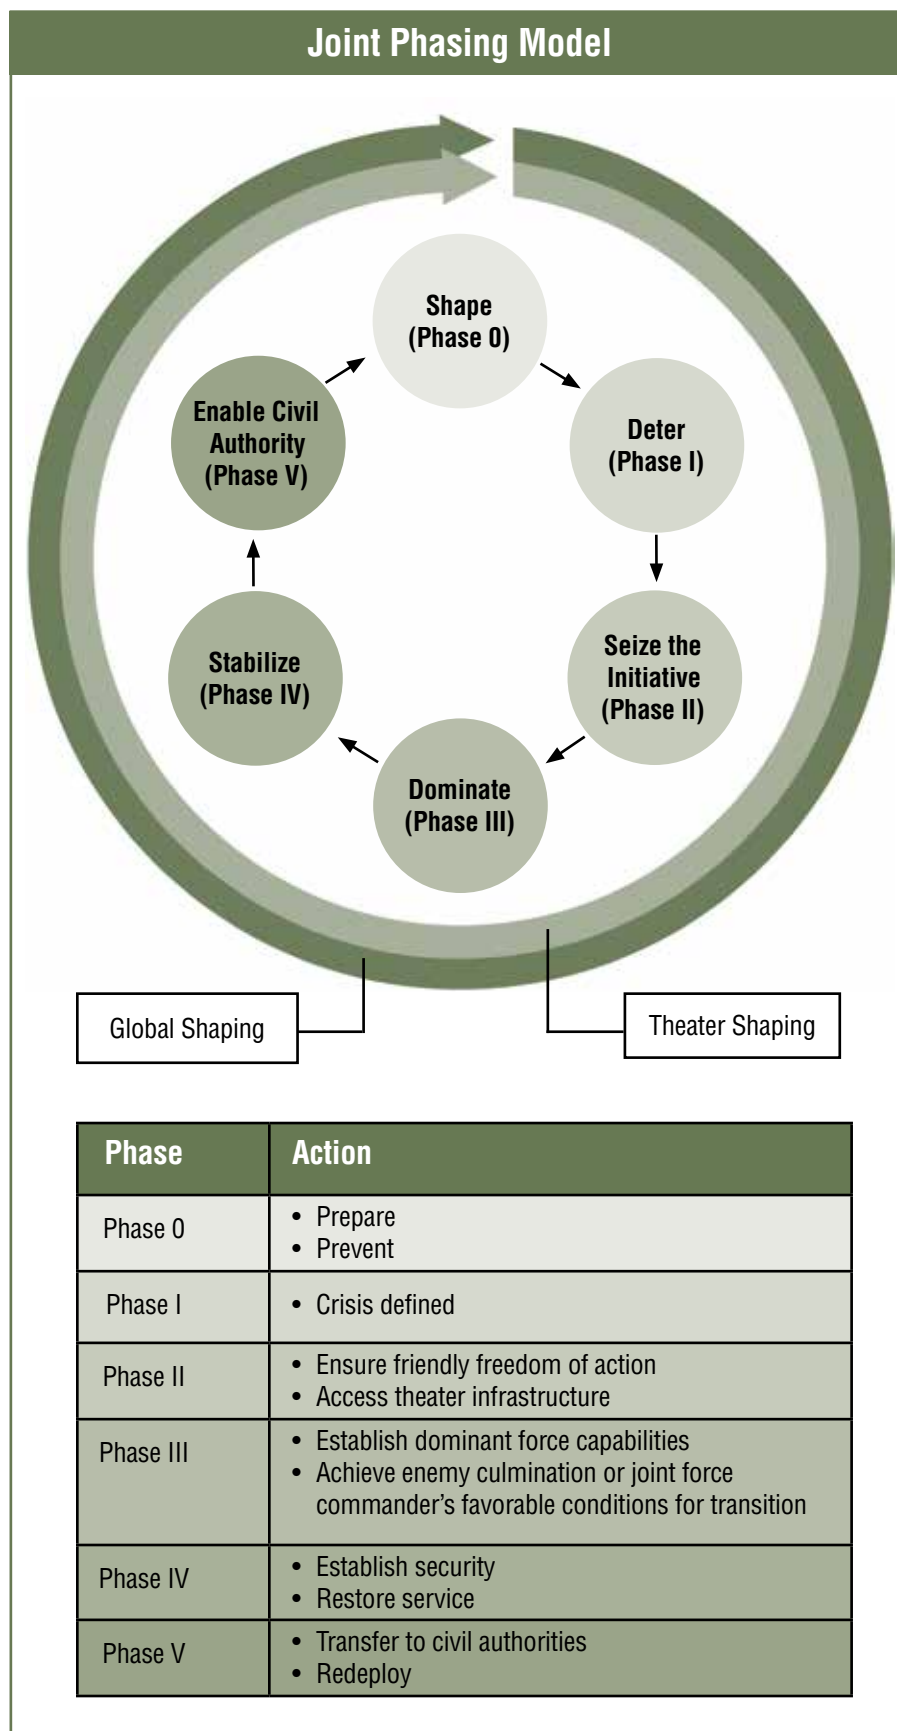 Joint Phasing Model
Shape
(Phase 0)
Deter
(Phase I)
Seize the
Initiative
(Phase II)
Dominate
(Phase III)
Stabilize
(Phase IV)
Enable Civil
Authority
(Phase V)
Global Shaping
Theater Shaping
Phase Action
Phase 0
• Prepare
• Prevent
Phase I
• Crisis defined
Phase II
• Ensure friendly freedom of action
• Access theater infrastructure
Phase III
• Establish dominant force capabilities
• Achieve enemy culmination or joint force
commander’s favorable conditions for transition
Phase IV
• Establish security
• Restore service
Phase V
• Transfer to civil authorities
• Redeploy